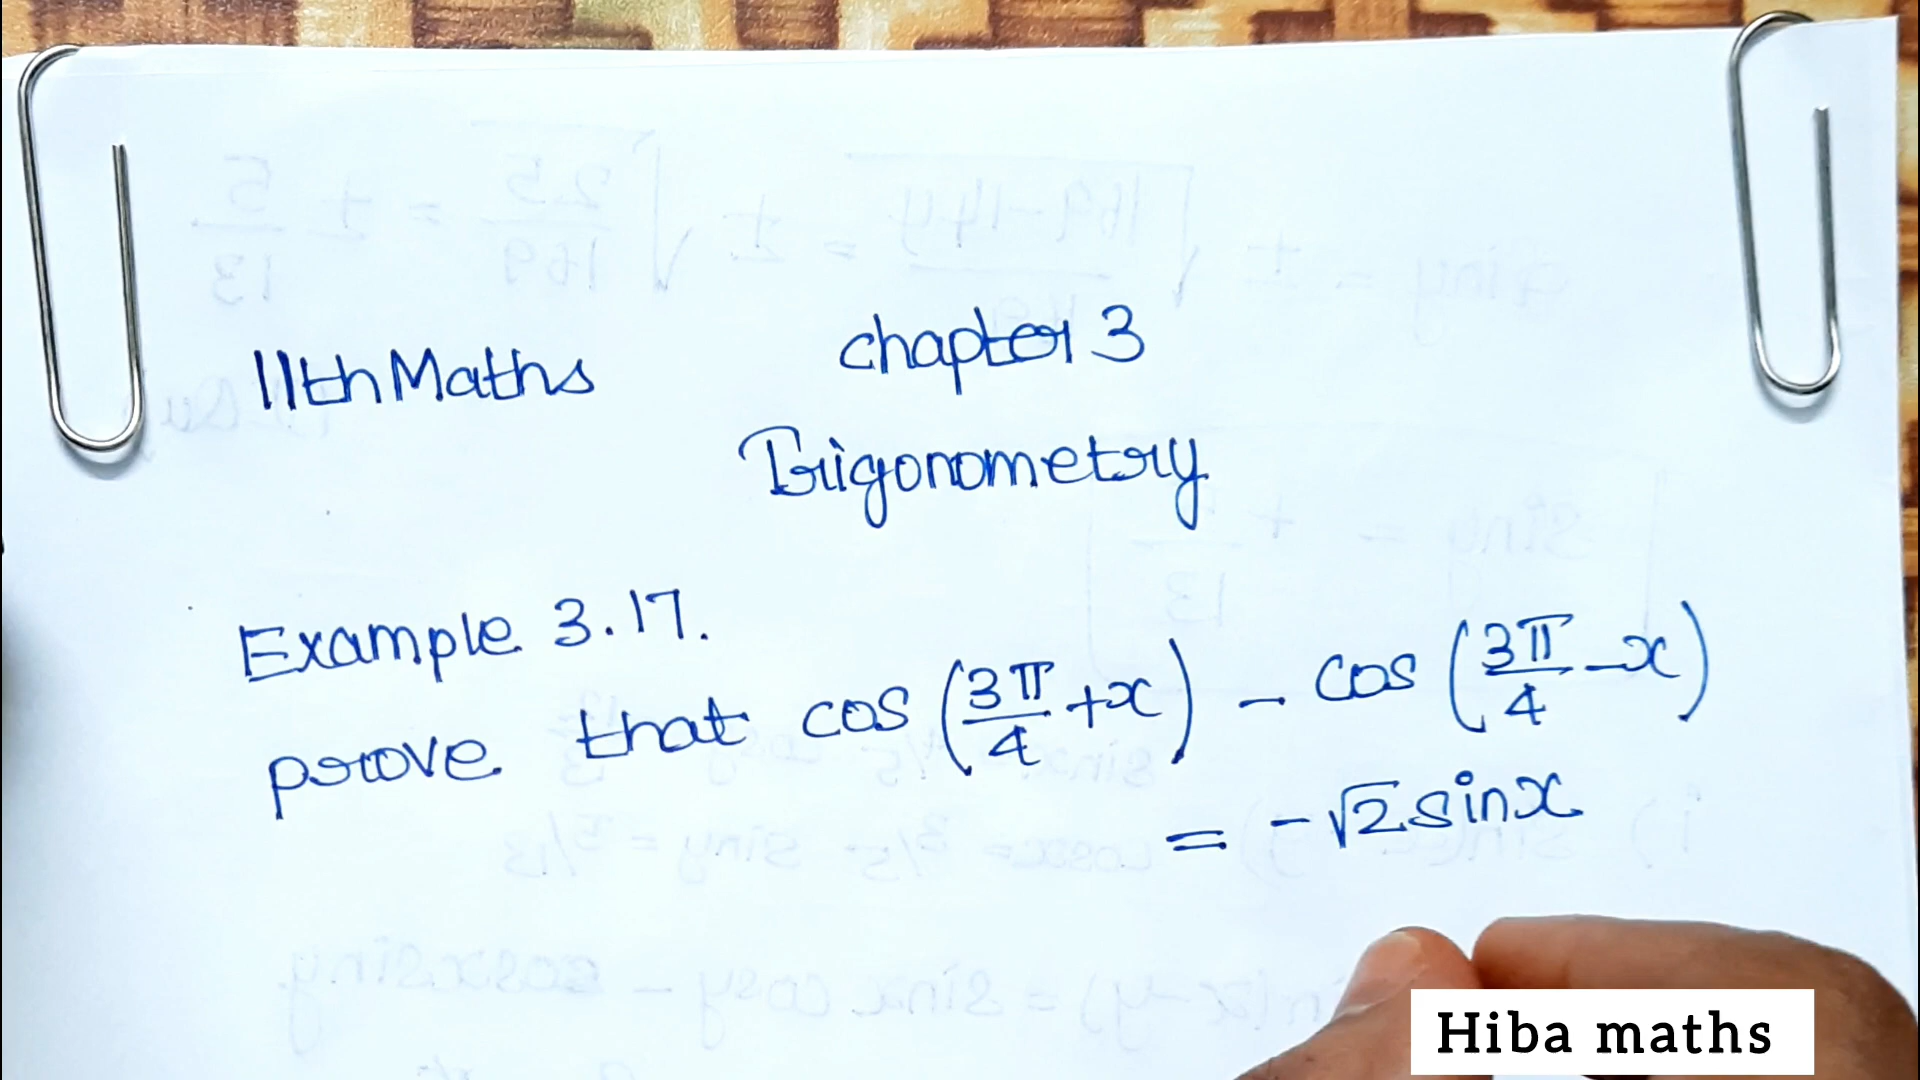 11th Maths
chapter 3
Trigonometry
Example 3.17.
prove that cos (3π/4 + x) - cos (3π/4 - x)
= -√2 sinx
Hiba maths